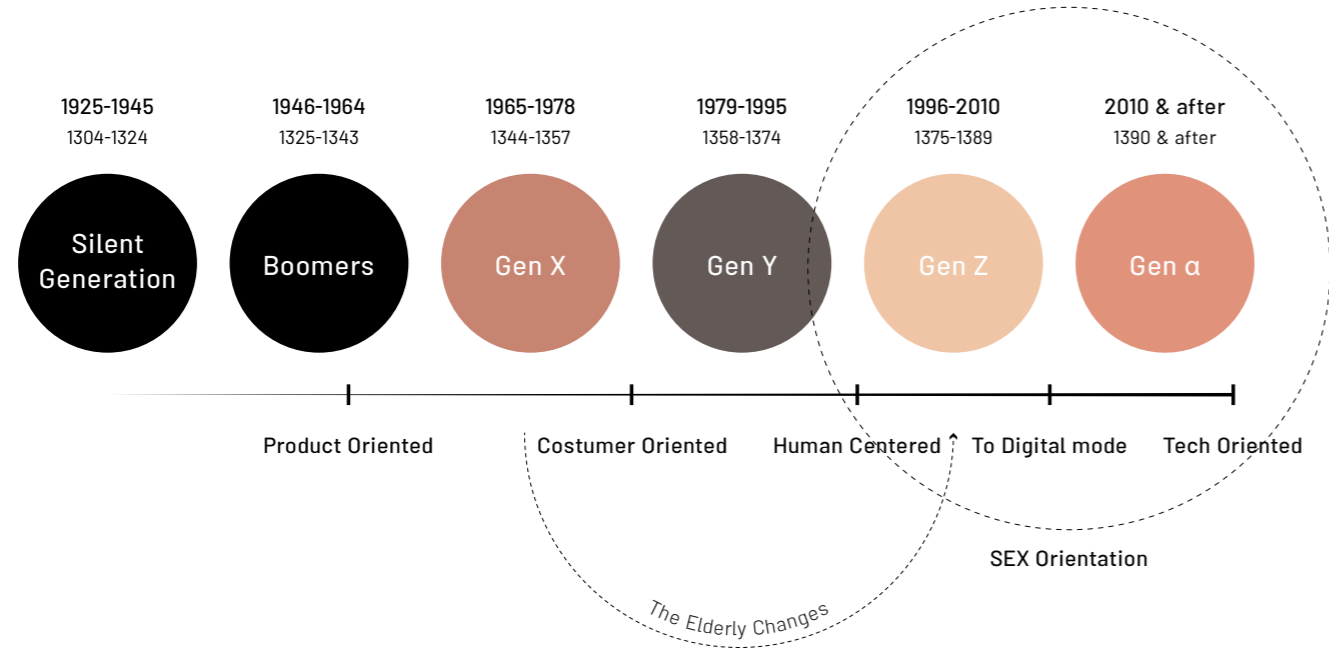 1925-1945
1304-1324
1946-1964
1325-1343
1965-1978
1344-1357
1979-1995
1358-1374
1996-2010
1375-1389
2010 & after
1390 & after
Silent
Generation
Boomers
Gen X
Gen Y
Gen Z
Gen α
Product Oriented
Costumer Oriented
Human Centered
To Digital mode
Tech Oriented
SEX Orientation
The Elderly Changes